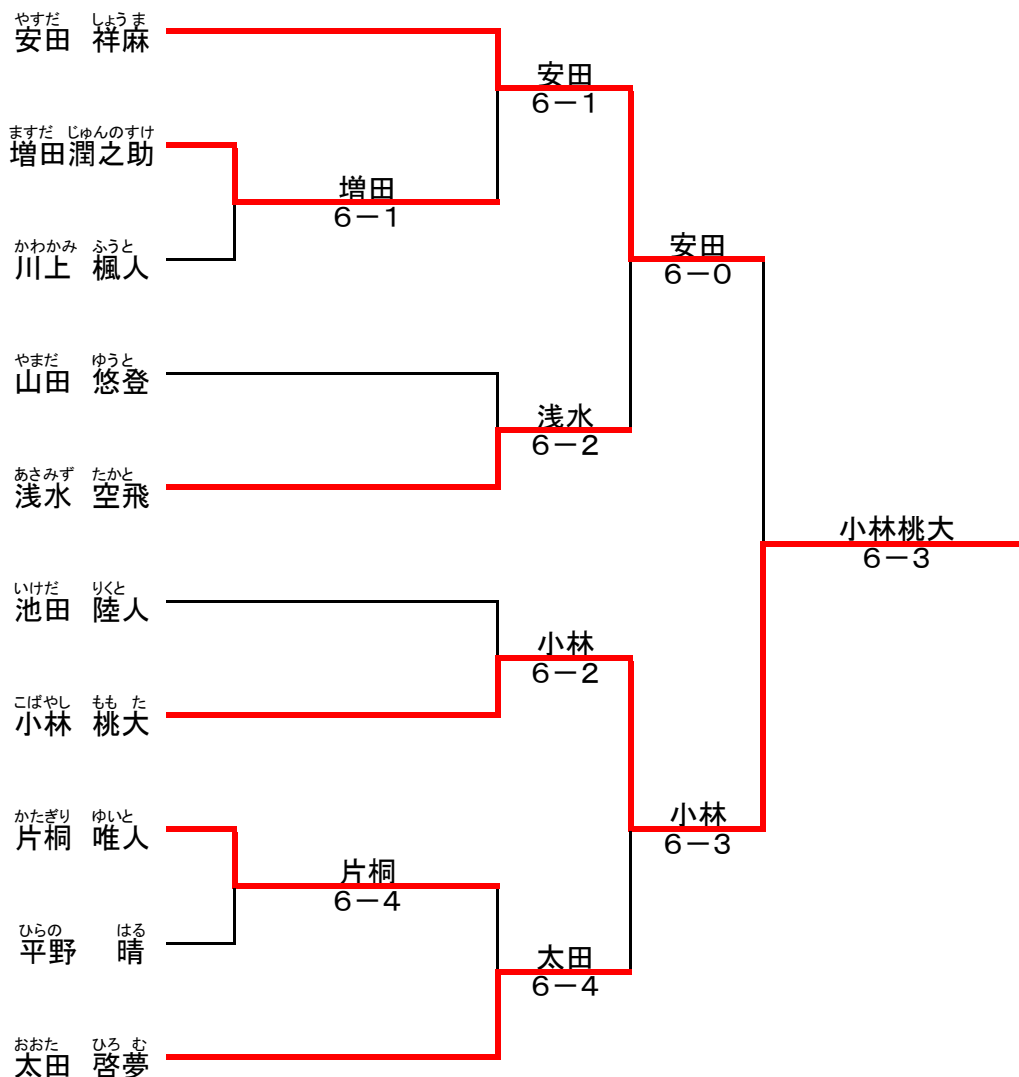 やすだ しょうま
安田 祥麻
安田
6－1
ますだ じゅんのすけ
増田潤之助
増田
6－1
かわかみ ふうと
川上 楓人
安田
6－0
やまだ ゆうと
山田 悠登
浅水
6－2
あさみず たかと
浅水 空飛
小林桃大
6－3
いけだ りくと
池田 陸人
小林
6－2
こばやし もも た
小林 桃大
かたぎり ゆいと
片桐 唯人
小林
6－3
片桐
6－4
ひらの はる
平野 晴
太田
6－4
おおた ひろ む
太田 啓夢